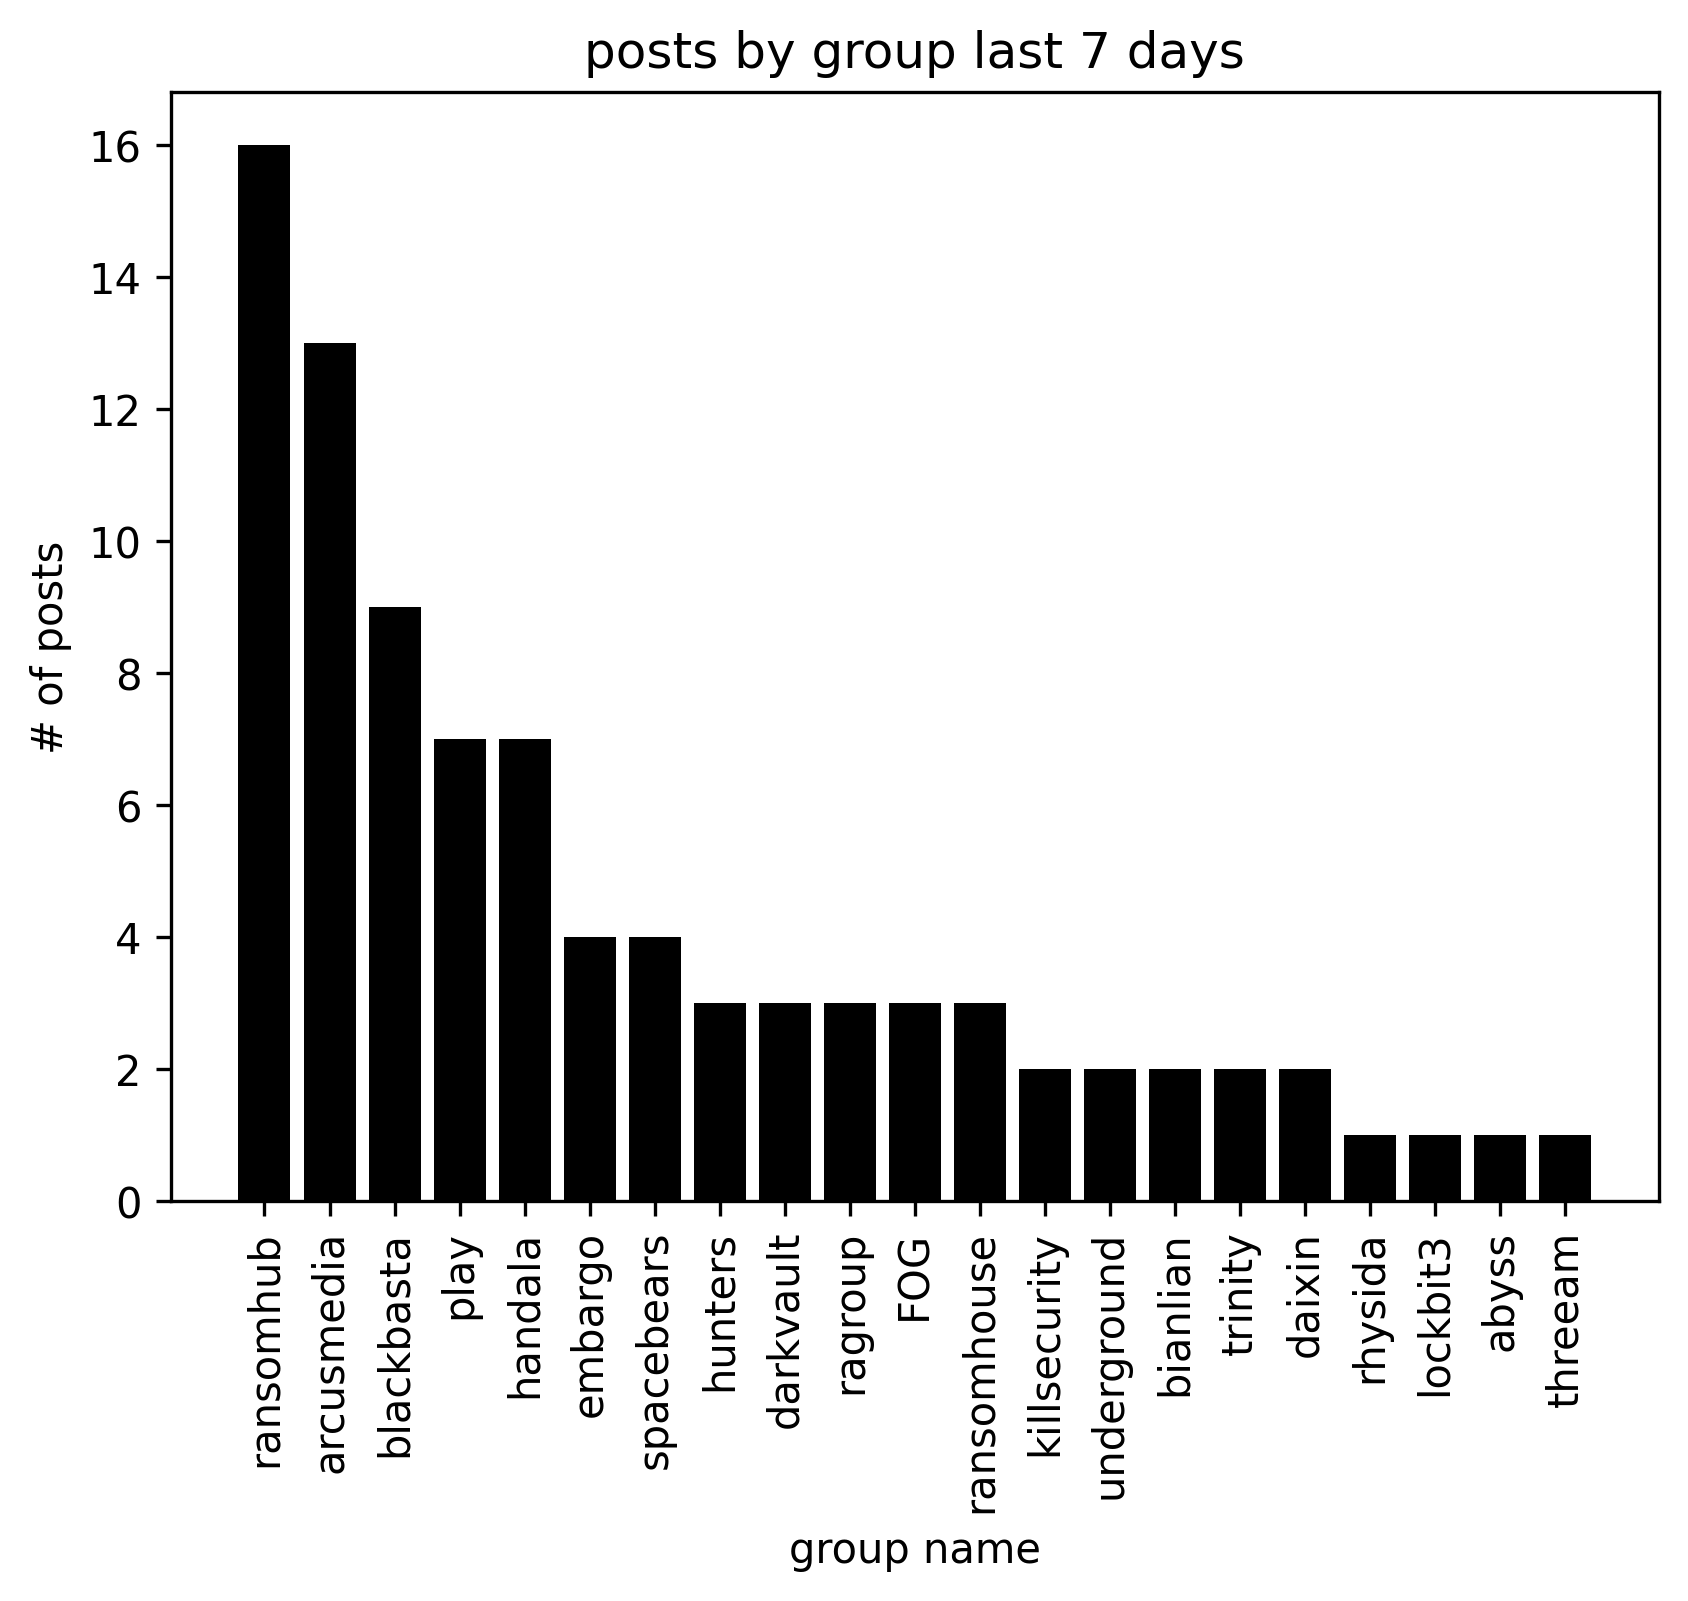 posts by group last 7 days
16
14
12
10
8
6
4
2
0
# of posts
ransomhub
arcusmedia
blackbasta
play
handala
embargo
spacebears
hunters
darkvault
ragroup
FOG
ransomhouse
killsecurity
underground
bianlian
trinity
daixin
rhysida
lockbit3
abyss
threeam
group name